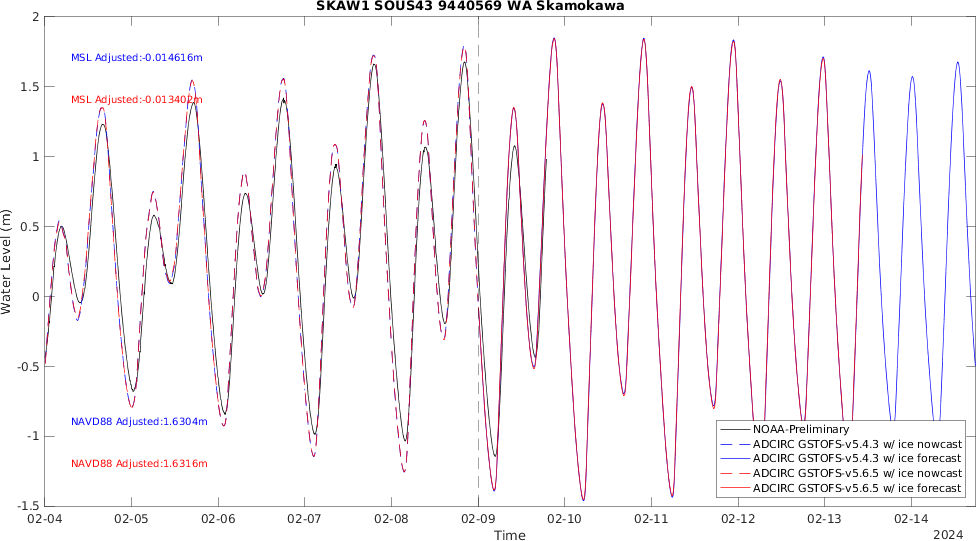 SKAW1 SOUS43 9440569 WA Skamokawa
2
1.5
1
0.5
0
-0.5
-1
-1.5
Water Level (m)
MSL Adjusted:-0.014616m
MSL Adjusted:-0.013402m
NAVD88 Adjusted:1.6304m
NAVD88 Adjusted:1.6316m
NOAA-Preliminary
ADCIRC GSTOFS-v5.4.3 w/ ice nowcast
ADCIRC GSTOFS-v5.4.3 w/ ice forecast
ADCIRC GSTOFS-v5.6.5 w/ ice nowcast
ADCIRC GSTOFS-v5.6.5 w/ ice forecast
02-04 02-05 02-06 02-07 02-08 02-09 02-10 02-11 02-12 02-13 02-14
Time
2024